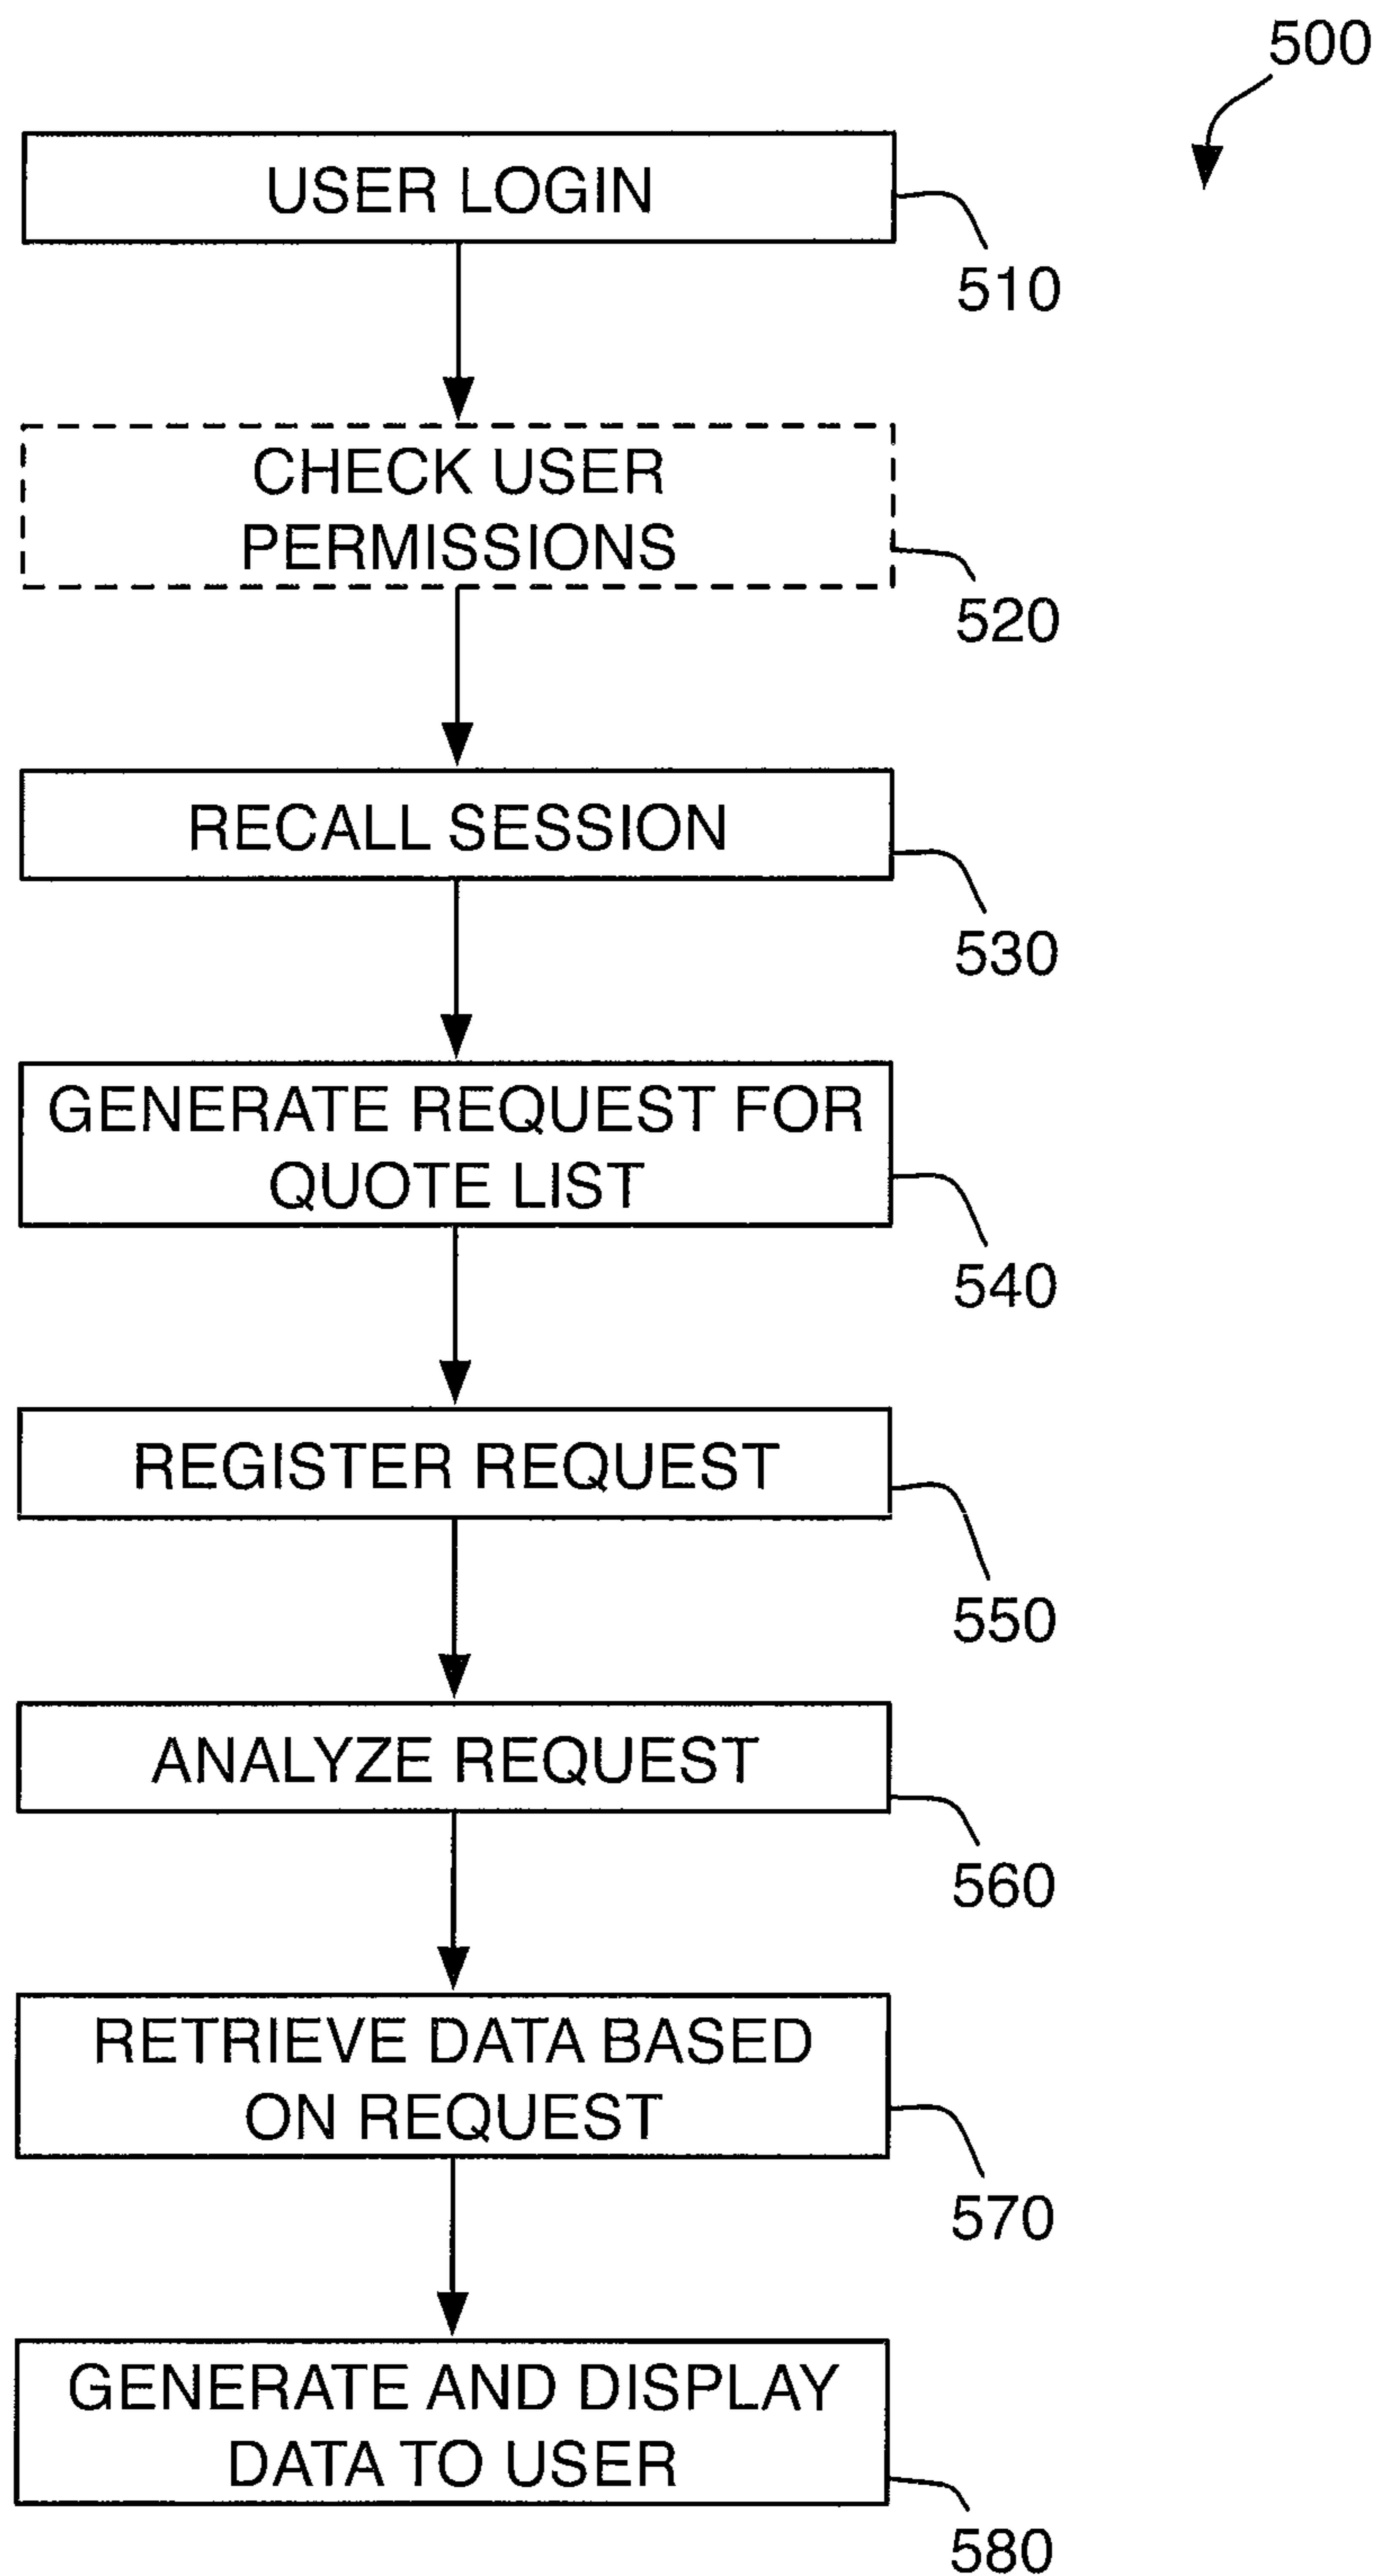 500
USER LOGIN
510
CHECK USER
PERMISSIONS
520
RECALL SESSION
530
GENERATE REQUEST FOR
QUOTE LIST
540
REGISTER REQUEST
550
ANALYZE REQUEST
560
RETRIEVE DATA BASED
ON REQUEST
570
GENERATE AND DISPLAY
DATA TO USER
580